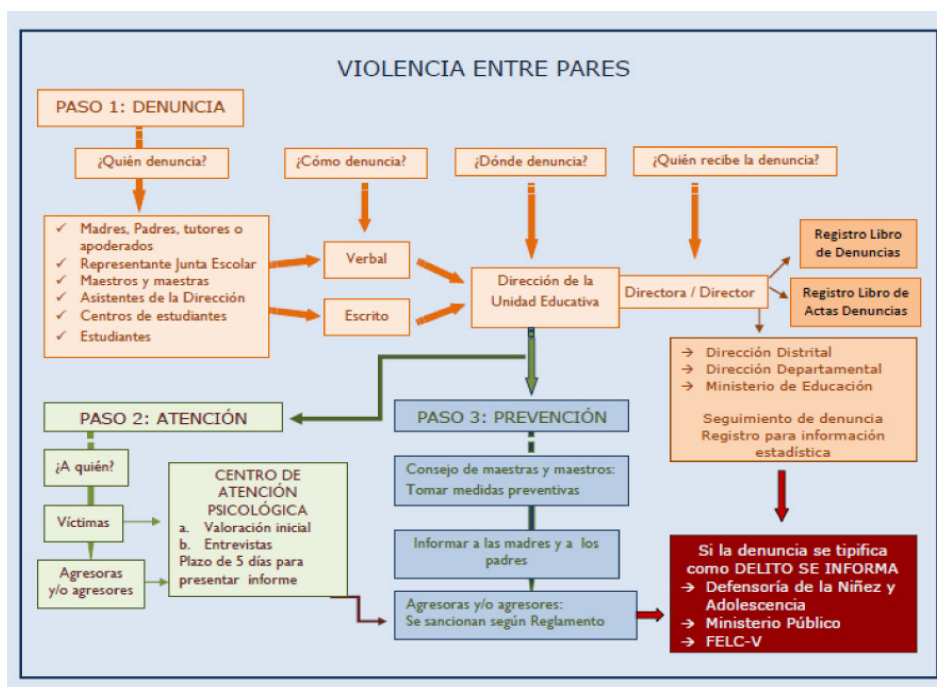 VIOLENCIA ENTRE PARES
PASO 1: DENUNCIA
¿Quién denuncia?
¿Cómo denuncia?
¿Dónde denuncia?
¿Quién recibe la denuncia?
✓ Madres, Padres, tutores o
apoderados
✓ Representante Junta Escolar
✓ Maestros y maestras
✓ Asistentes de la Dirección
✓ Centros de estudiantes
✓ Estudiantes
Verbal
Escrito
Dirección de la
Unidad Educativa
Directora / Director
Registro Libro
de Denuncias
Registro Libro de
Actas Denuncias
→ Dirección Distrital
→ Dirección Departamental
→ Ministerio de Educación
Seguimiento de denuncia
Registro para información
estadística
PASO 2: ATENCIÓN
¿A quién?
Víctimas
Agresoras
y/o agresores
CENTRO DE
ATENCIÓN
PSICOLÓGICA
a. Valoración inicial
b. Entrevistas
Plazo de 5 días para
presentar informe
PASO 3: PREVENCIÓN
Consejo de maestras y maestros:
Tomar medidas preventivas
Informar a las madres y a los
padres
Agresoras y/o agresores:
Se sancionan según Reglamento
Si la denuncia se tipifica
como DELITO SE INFORMA
→ Defensoría de la Niñez y
Adolescencia
→ Ministerio Público
→ FELC-V